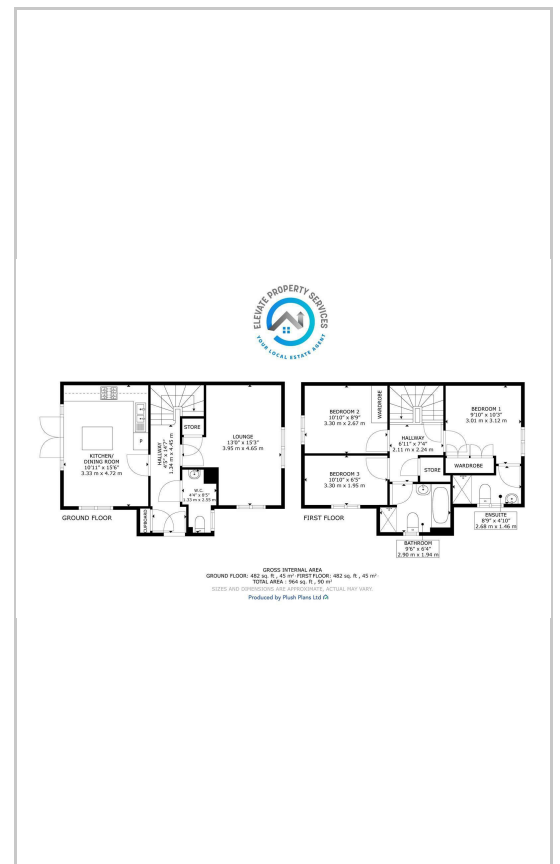 ELEVATE PROPERTY SERVICES
YOUR LOCAL ESTATE AGENT
KITCHEN/
DINING ROOM
10'11" x 15'6"
3.33 m x 4.72 m
P
HALLWAY
4'5" x 14'7"
1.34 m x 4.45 m
STORE
LOUNGE
13'0" x 15'3"
3.95 m x 4.65 m
W.C.
4'4" x 8'5"
1.33 m x 2.55 m
CUPBOARD
GROUND FLOOR
BEDROOM 2
10'10" x 8'9"
3.30 m x 2.67 m
WARDROBE
BEDROOM 1
9'10" x 10'3"
3.01 m x 3.12 m
HALLWAY
6'11" x 7'4"
2.11 m x 2.24 m
BEDROOM 3
10'10" x 6'5"
3.30 m x 1.95 m
STORE
WARDROBE
ENSUITE
8'9" x 4'10"
2.68 m x 1.46 m
FIRST FLOOR
BATHROOM
9'6" x 6'4"
2.90 m x 1.94 m
GROSS INTERNAL AREA
GROUND FLOOR: 482 sq. ft , 45 m² FIRST FLOOR: 482 sq. ft , 45 m²
TOTAL AREA : 964 sq. ft , 90 m²
SIZES AND DIMENSIONS ARE APPROXIMATE, ACTUAL MAY VARY.
Produced by Plush Plans Ltd